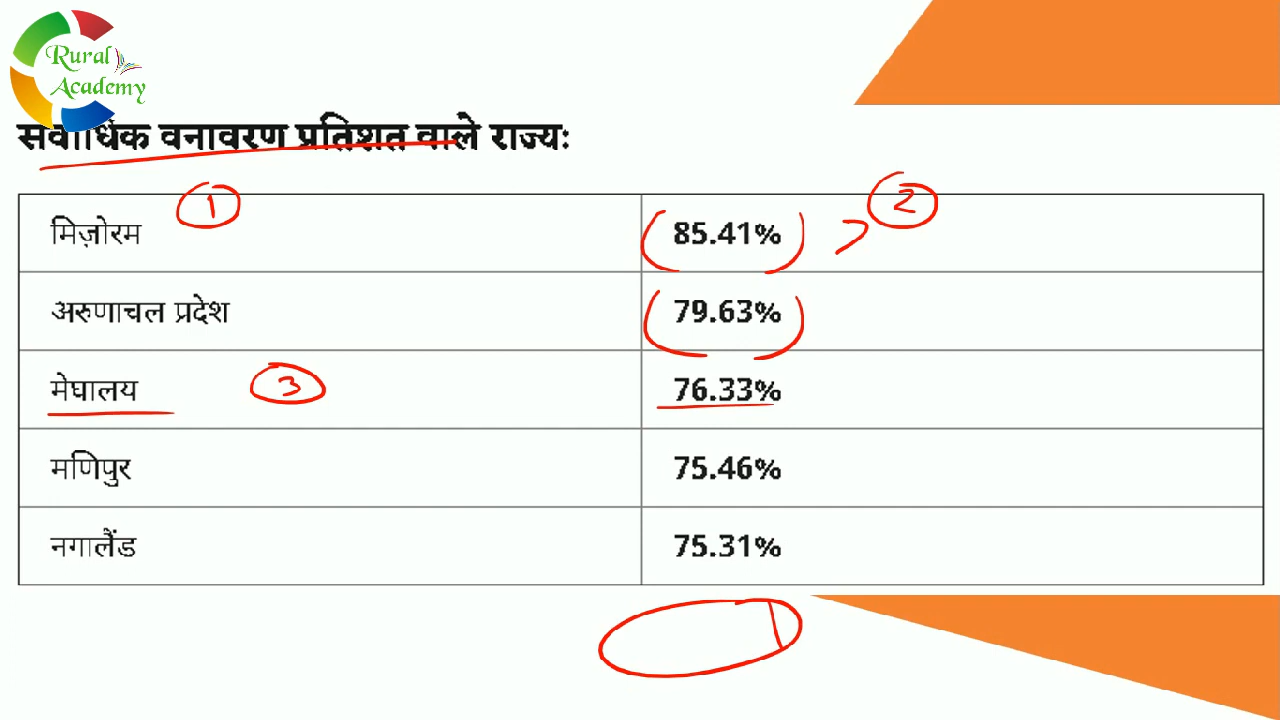 Rural
Academy
सर्वाधिक वनावरण प्रतिशत वाले राज्यः
1
2
मिज़ोरम 85.41% >
अरुणाचल प्रदेश 79.63%
मेघालय 3 76.33%
मणिपुर 75.46%
नगालैंड 75.31%